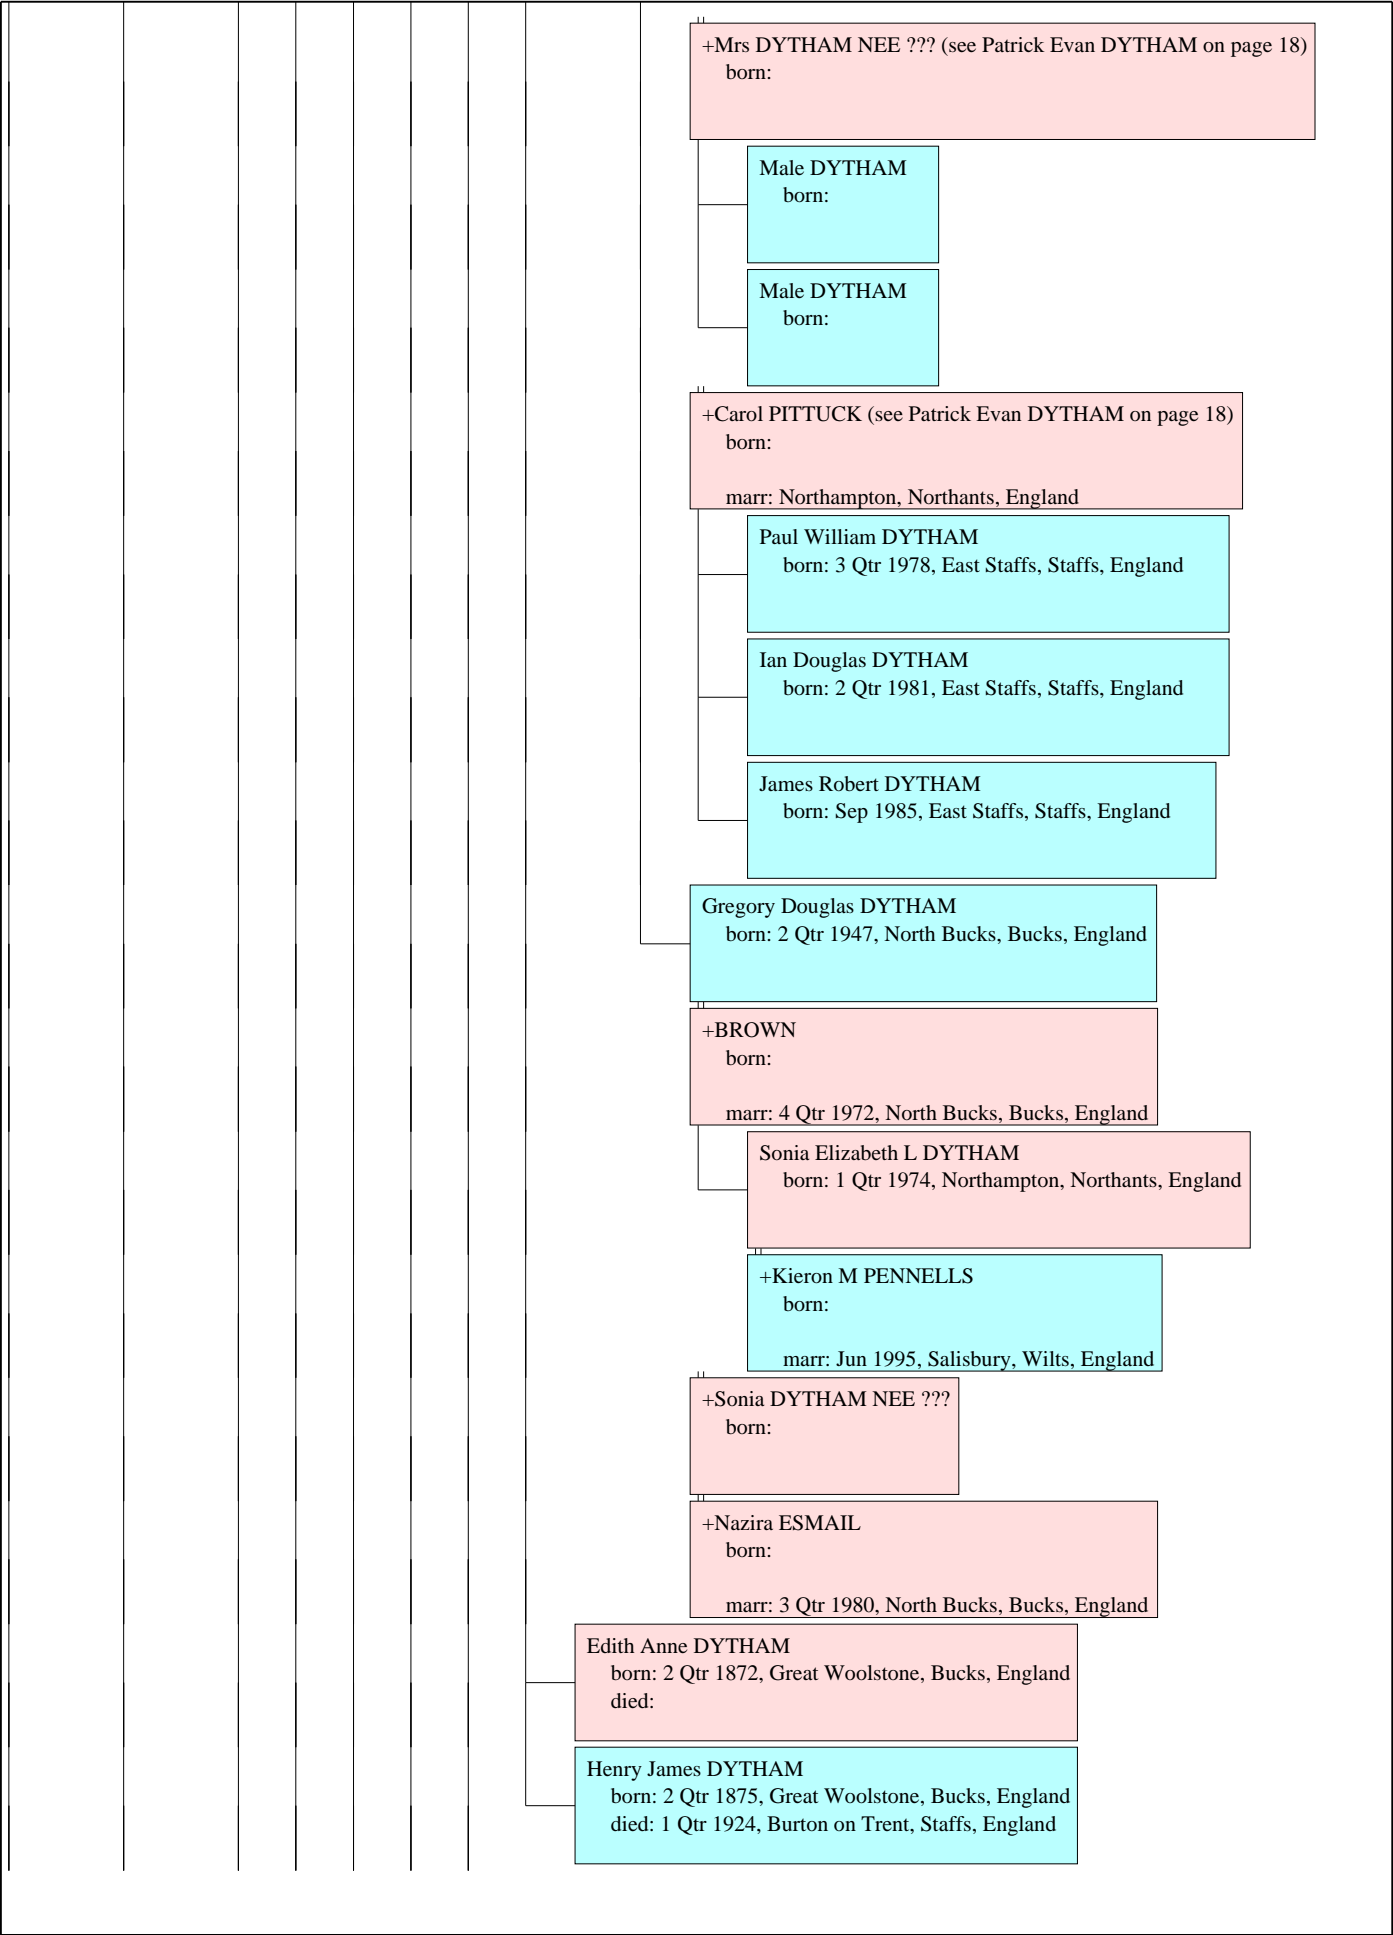 +Mrs DYTHAM NEE ??? (see Patrick Evan DYTHAM on page 18)
born:
Male DYTHAM
born:
Male DYTHAM
born:
+Carol PITTUCK (see Patrick Evan DYTHAM on page 18)
born:
marr: Northampton, Northants, England
Paul William DYTHAM
born: 3 Qtr 1978, East Staffs, Staffs, England
Ian Douglas DYTHAM
born: 2 Qtr 1981, East Staffs, Staffs, England
James Robert DYTHAM
born: Sep 1985, East Staffs, Staffs, England
Gregory Douglas DYTHAM
born: 2 Qtr 1947, North Bucks, Bucks, England
+BROWN
born:
marr: 4 Qtr 1972, North Bucks, Bucks, England
Sonia Elizabeth L DYTHAM
born: 1 Qtr 1974, Northampton, Northants, England
+Kieron M PENNELLS
born:
marr: Jun 1995, Salisbury, Wilts, England
+Sonia DYTHAM NEE ???
born:
+Nazira ESMAIL
born:
marr: 3 Qtr 1980, North Bucks, Bucks, England
Edith Anne DYTHAM
born: 2 Qtr 1872, Great Woolstone, Bucks, England
died:
Henry James DYTHAM
born: 2 Qtr 1875, Great Woolstone, Bucks, England
died: 1 Qtr 1924, Burton on Trent, Staffs, England